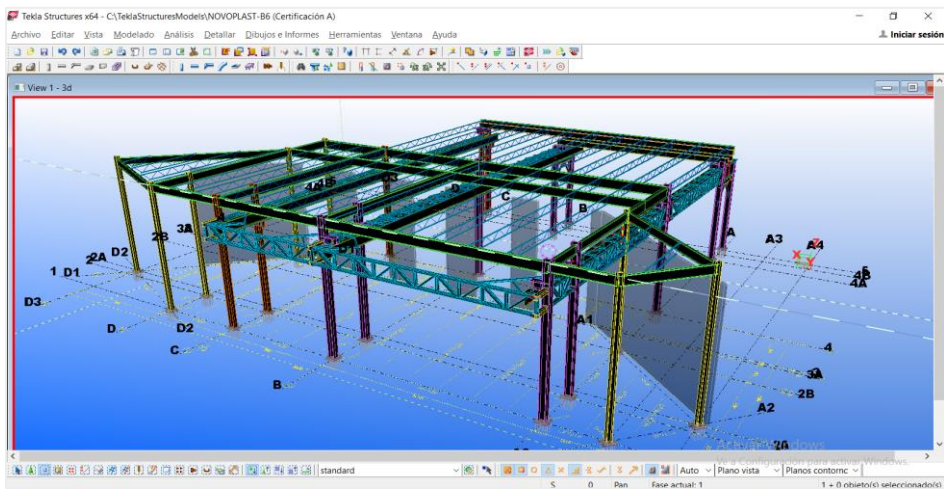 Tekla Structures x64 - C:\TeklaStructuresModels\NOVOPLAST-B6 (Certificación A)
Archivo Editar Vista Modelado Análisis Detallar Dibujos e Informes Herramientas Ventana Ayuda
Iniciar sesión
View 1 - 3d
C
B
D
A
A3
A4
Z
X
Y
4B
4A
3A
2B
D2
2A
1
D1
D3
D
D2
C
B
A1
4
3A
2B
A2
Activar Windows
Ve a Configuración para activar Windows.
standard
Auto
Plano vista
Planos contornc
S
0
Pan
Fase actual: 1
1 + 0 objeto(s) seleccionado(s)